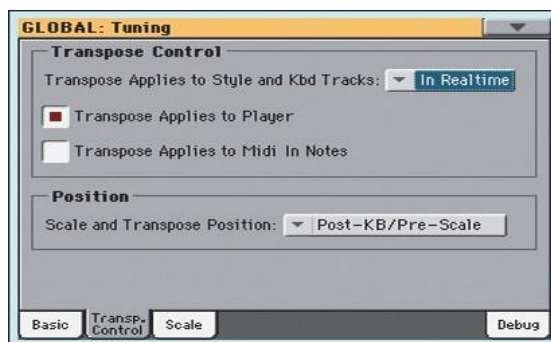 GLOBAL: Tuning
Transpose Control
Transpose Applies to Style and Kbd Tracks: In Realtime
Transpose Applies to Player
Transpose Applies to Midi In Notes
Position
Scale and Transpose Position: Post-KB/Pre-Scale
Basic Transp. Control Scale Debug